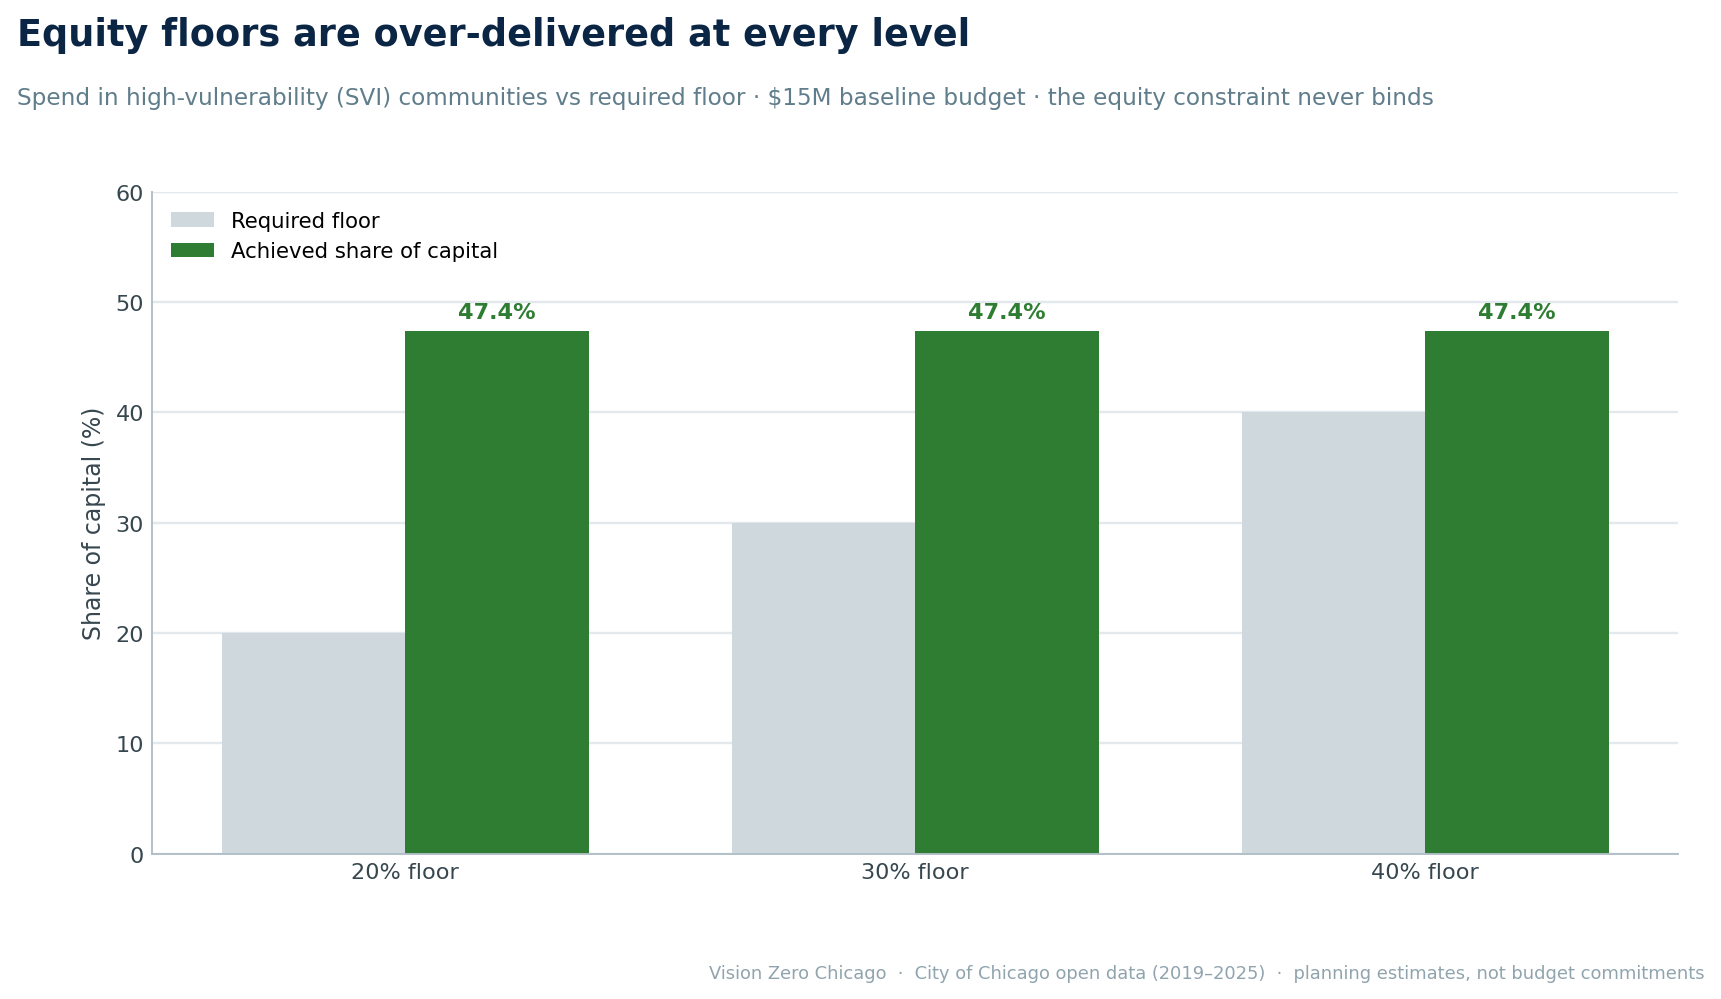 Equity floors are over-delivered at every level
Spend in high-vulnerability (SVI) communities vs required floor · $15M baseline budget · the equity constraint never binds
60
Required floor
Achieved share of capital
50
47.4%
47.4%
47.4%
40
Share of capital (%)
30
20
10
0
20% floor
30% floor
40% floor
Vision Zero Chicago · City of Chicago open data (2019–2025) · planning estimates, not budget commitments